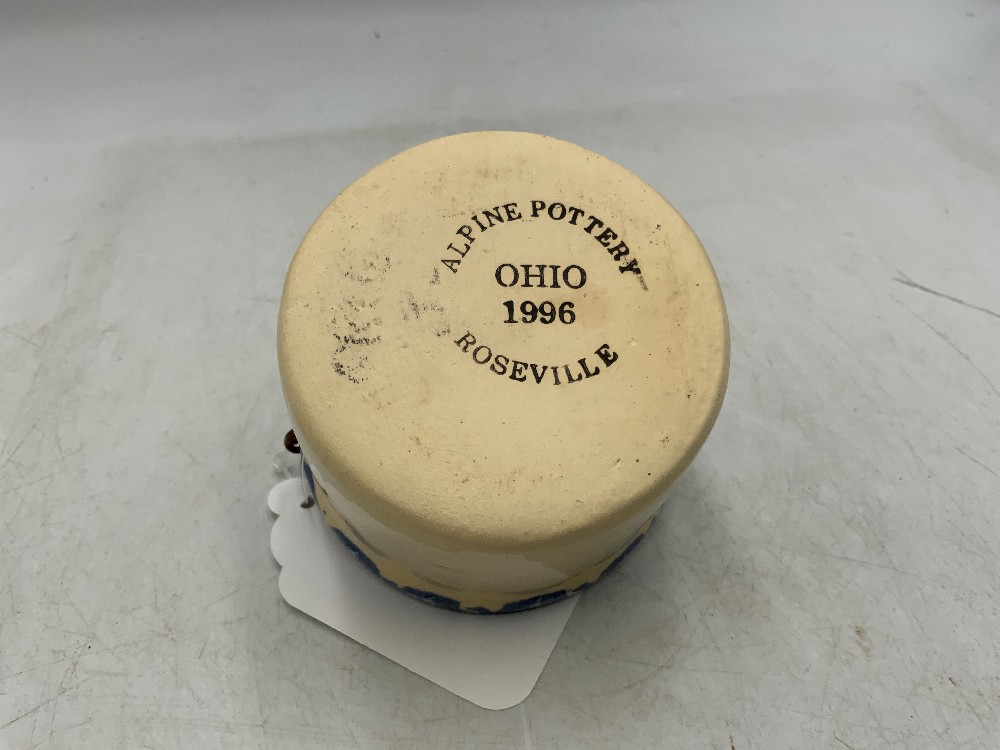 ALPINE POTTERY
OHIO
1996
ROSEVILLE